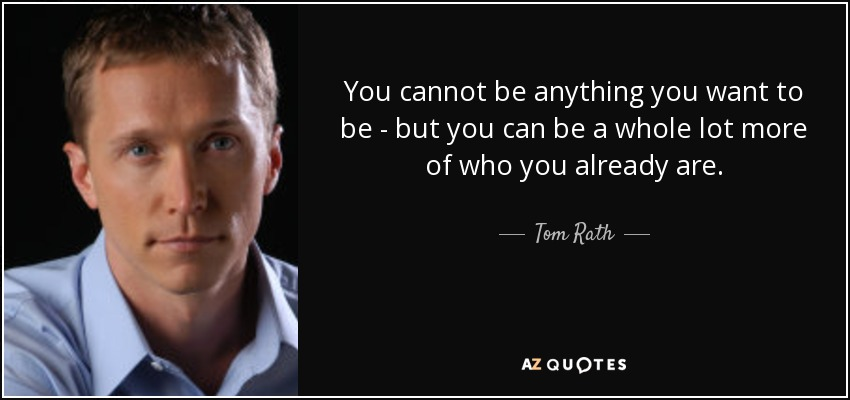 You cannot be anything you want to
be - but you can be a whole lot more
of who you already are.
Tom Rath
AZ QUOTES